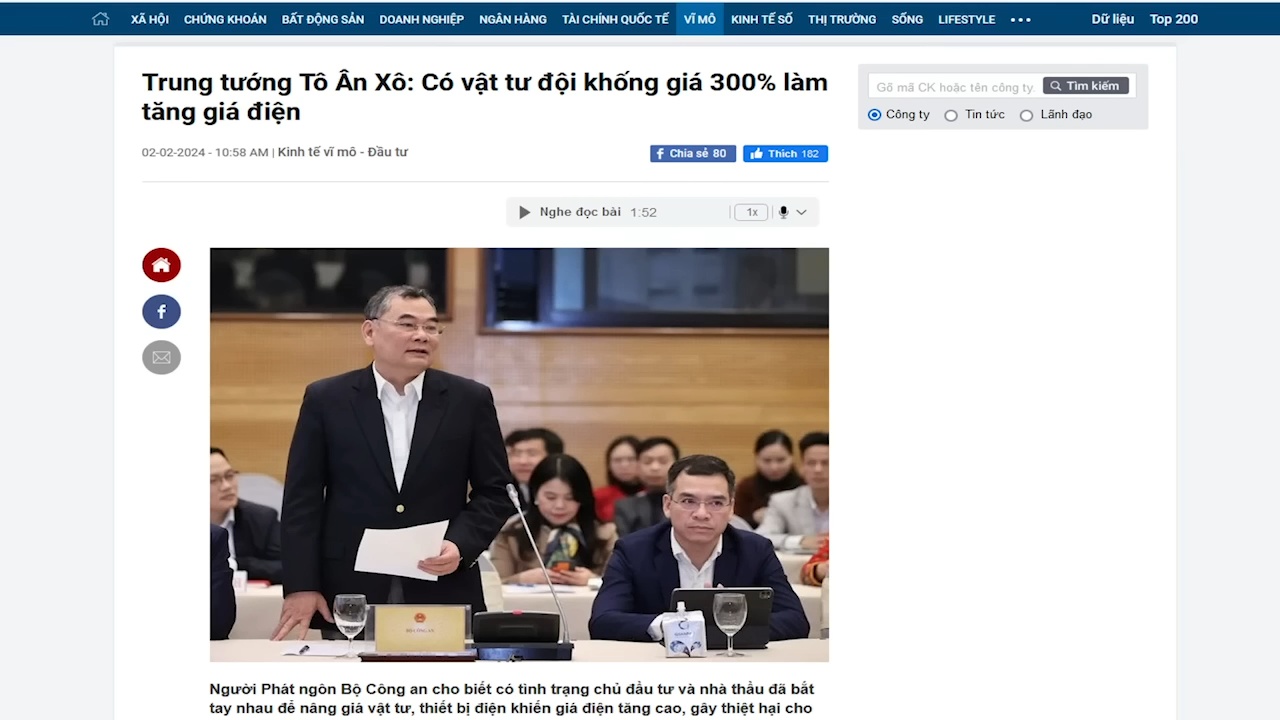 XÃ HỘI CHỨNG KHOÁN BẤT ĐỘNG SẢN DOANH NGHIỆP NGÂN HÀNG TÀI CHÍNH QUỐC TẾ VĨ MÔ KINH TẾ SỐ THỊ TRƯỜNG SỐNG LIFESTYLE ••• Dữ liệu Top 200
Trung tướng Tô Ân Xô: Có vật tư đội khống giá 300% làm
tăng giá điện
02-02-2024 - 10:58 AM | Kinh tế vĩ mô - Đầu tư
Chia sẻ 80 Thích 182
Gõ mã CK hoặc tên công ty. Tìm kiếm
Công ty Tin tức Lãnh đạo
Nghe đọc bài 1:52 1x
BỘ CÔNG AN
Người Phát ngôn Bộ Công an cho biết có tình trạng chủ đầu tư và nhà thầu đã bắt
tay nhau để nâng giá vật tư, thiết bị điện khiến giá điện tăng cao, gây thiệt hại cho